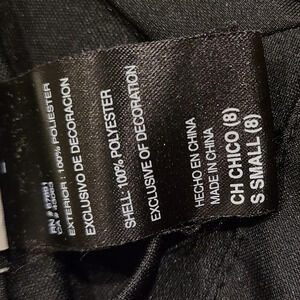 EXTERIOR: 100% POLIESTER
EXCLUSIVO DE DECORACION
SHELL: 100% POLYESTER
EXCLUSIVE OF DECORATION
HECHO EN CHINA
MADE IN CHINA
CH CHICO (8)
S SMALL (8)